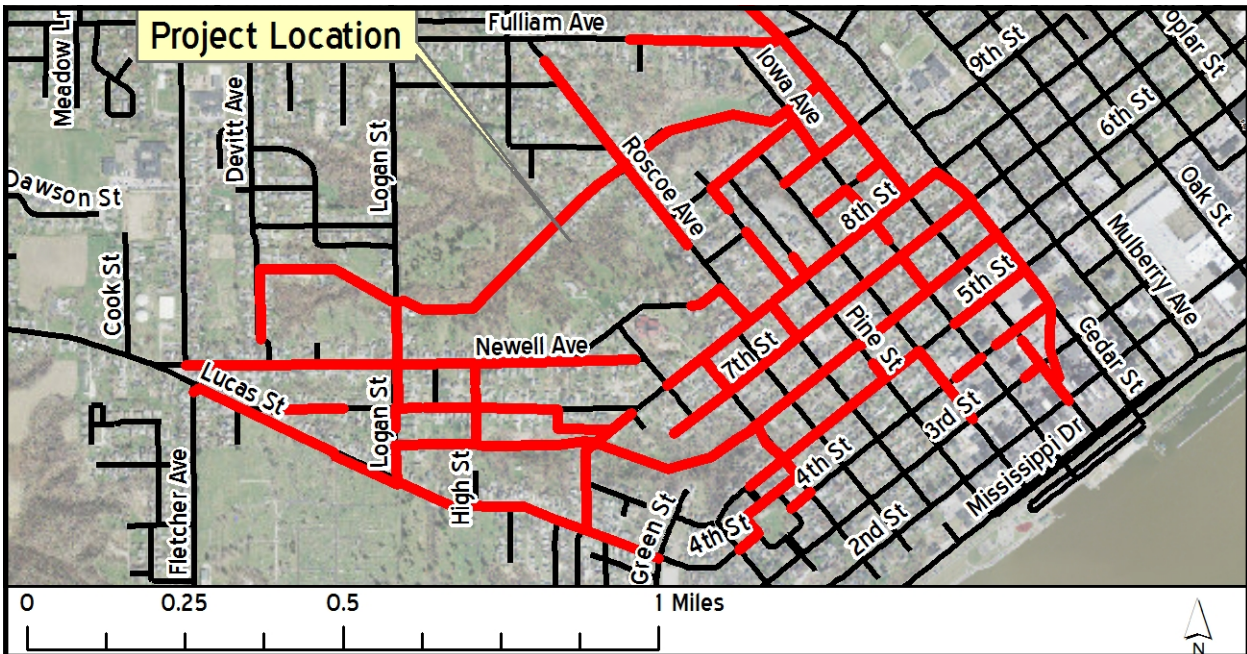 Project Location
Fulliam Ave
Meadow Ln
Devitt Ave
Logan St
Iowa Ave
9th St
oplar St
6th St
Oak St
Dawson St
Roscoe Ave
8th St
Mulberry Ave
Cook St
5th St
Pine St
Cedar St
Newell Ave
7th St
Lucas St
Logan St
3rd St
Mississippi Dr
High St
4th St
Fletcher Ave
Green St
4th St
2nd St
0 0.25 0.5 1 Miles
N